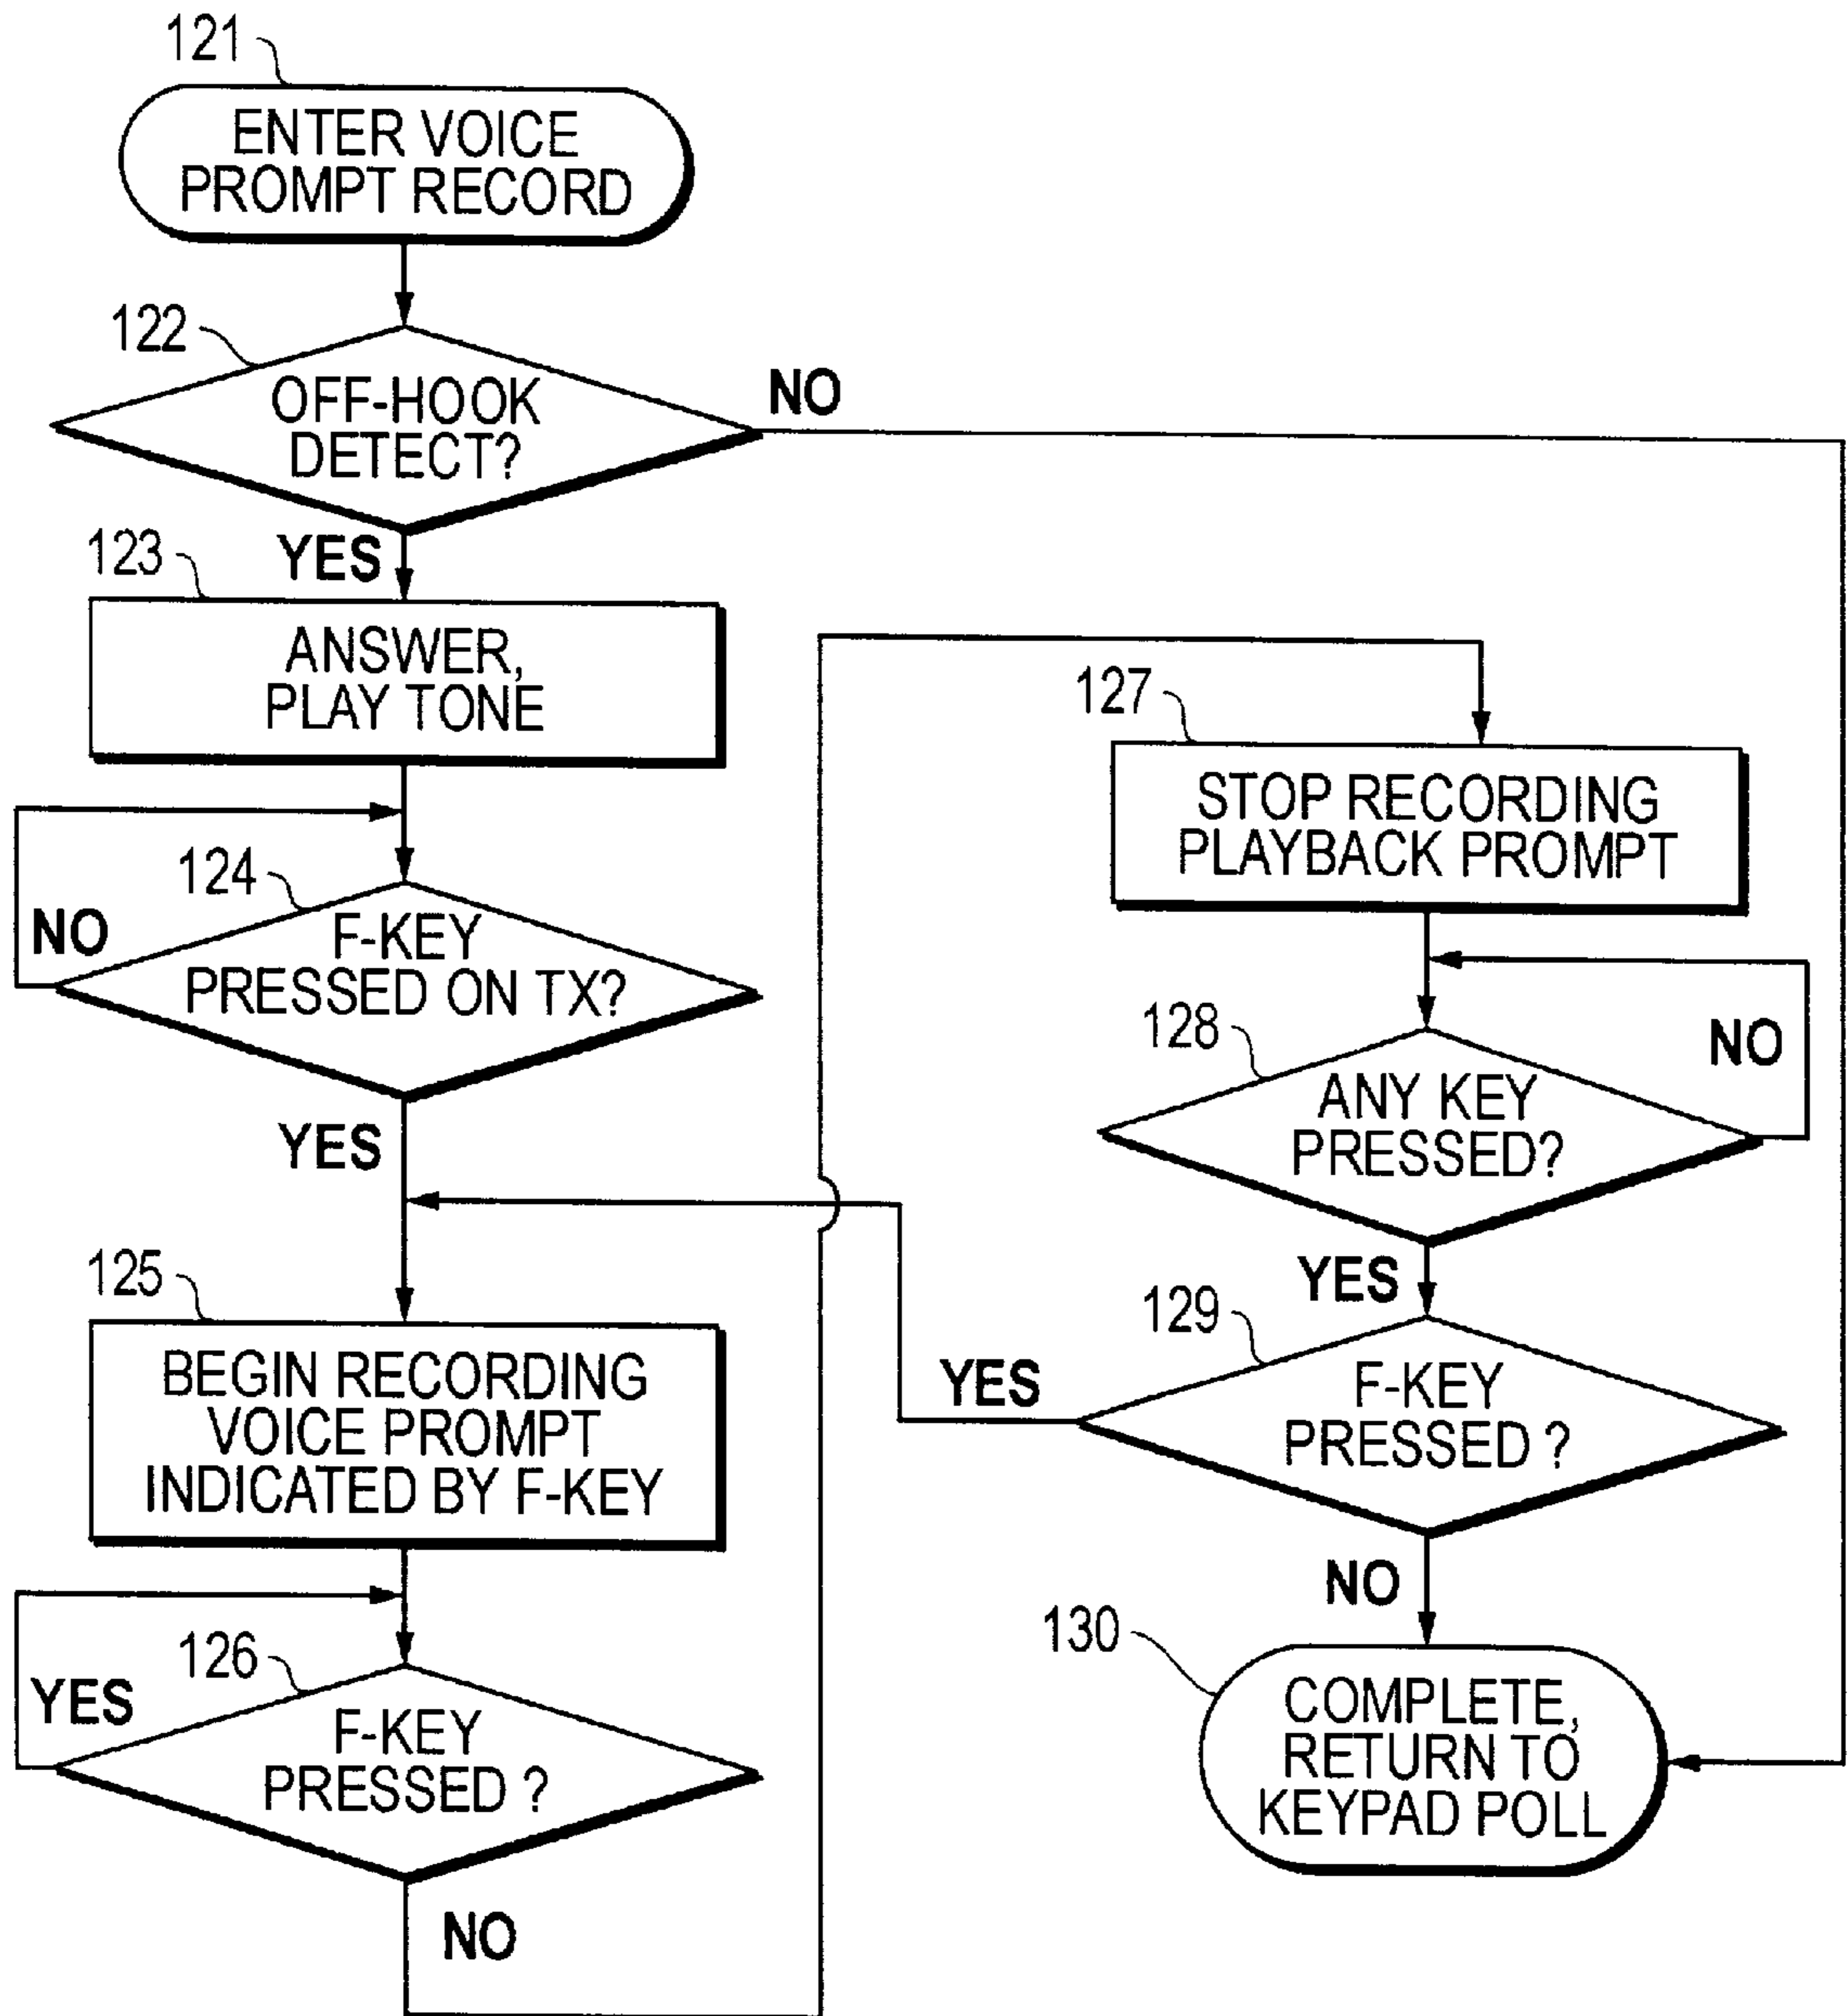 121
ENTER VOICE
PROMPT RECORD
122
OFF-HOOK
DETECT?
NO
YES
123
ANSWER,
PLAY TONE
124
NO
F-KEY
PRESSED ON TX?
YES
125
BEGIN RECORDING
VOICE PROMPT
INDICATED BY F-KEY
126
YES
F-KEY
PRESSED ?
NO
127
STOP RECORDING
PLAYBACK PROMPT
128
NO
ANY KEY
PRESSED?
YES
129
YES
F-KEY
PRESSED ?
NO
130
COMPLETE,
RETURN TO
KEYPAD POLL